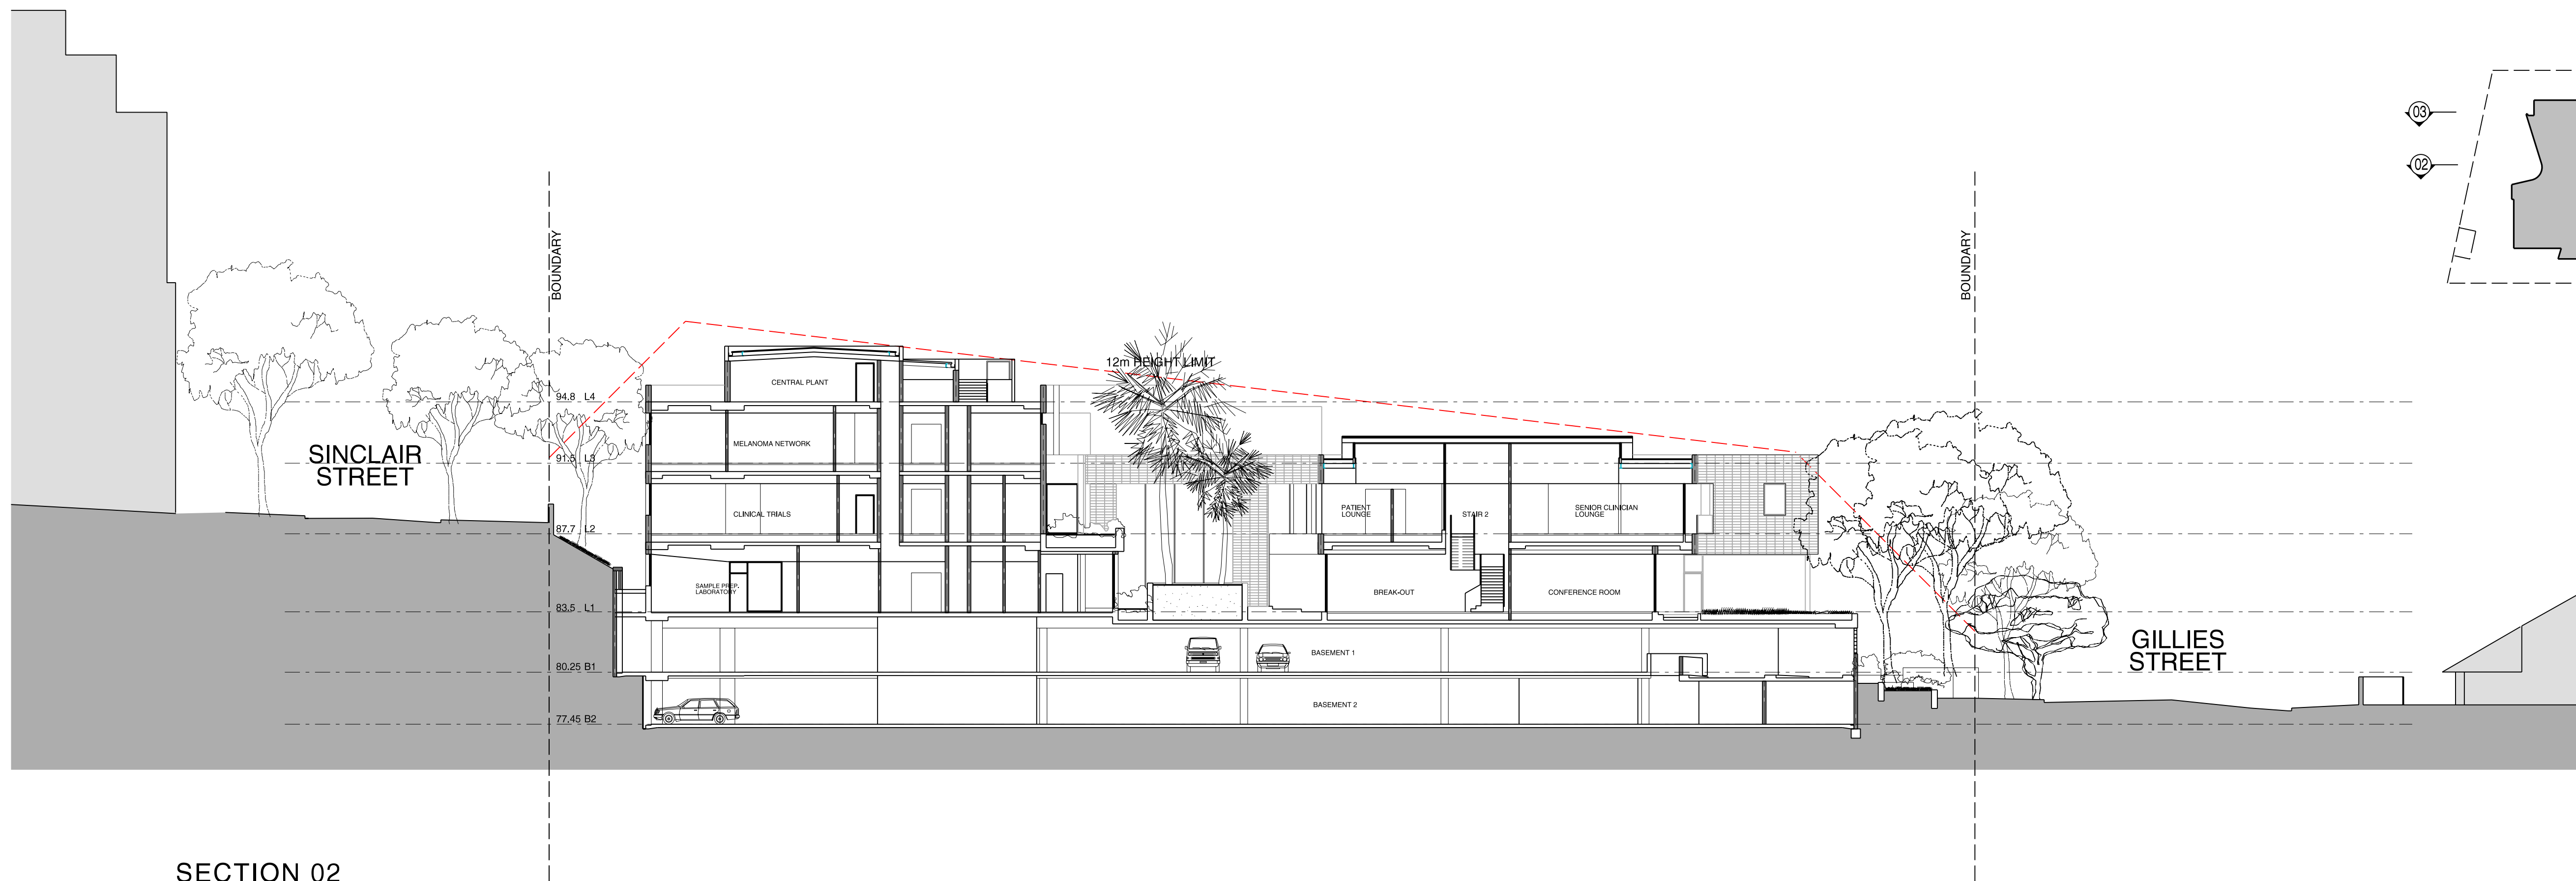 03
02
BOUNDARY
BOUNDARY
12m HEIGHT LIMIT
CENTRAL PLANT
94.8 L4
MELANOMA NETWORK
SINCLAIR
STREET
91.5 L3
PATIENT
LOUNGE
STAIR 2
SENIOR CLINICIAN
LOUNGE
CLINICAL TRIALS
87.7 L2
SAMPLE PREP.
LABORATORY
BREAK-OUT
CONFERENCE ROOM
83.5 L1
GILLIES
STREET
BASEMENT 1
80.25 B1
BASEMENT 2
77.45 B2
SECTION 02